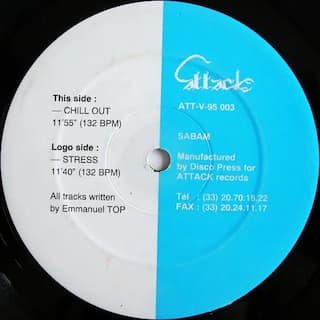 This side :
— CHILL OUT
11'55" (132 BPM)
Logo side :
— STRESS
11'40" (132 BPM)
All tracks written
by Emmanuel TOP
attack
ATT-V-95 003
SABAM
Manufactured
by Disco Press for
ATTACK records
Tél : (33) 20.70.16.22
FAX : (33) 20.24.11.17